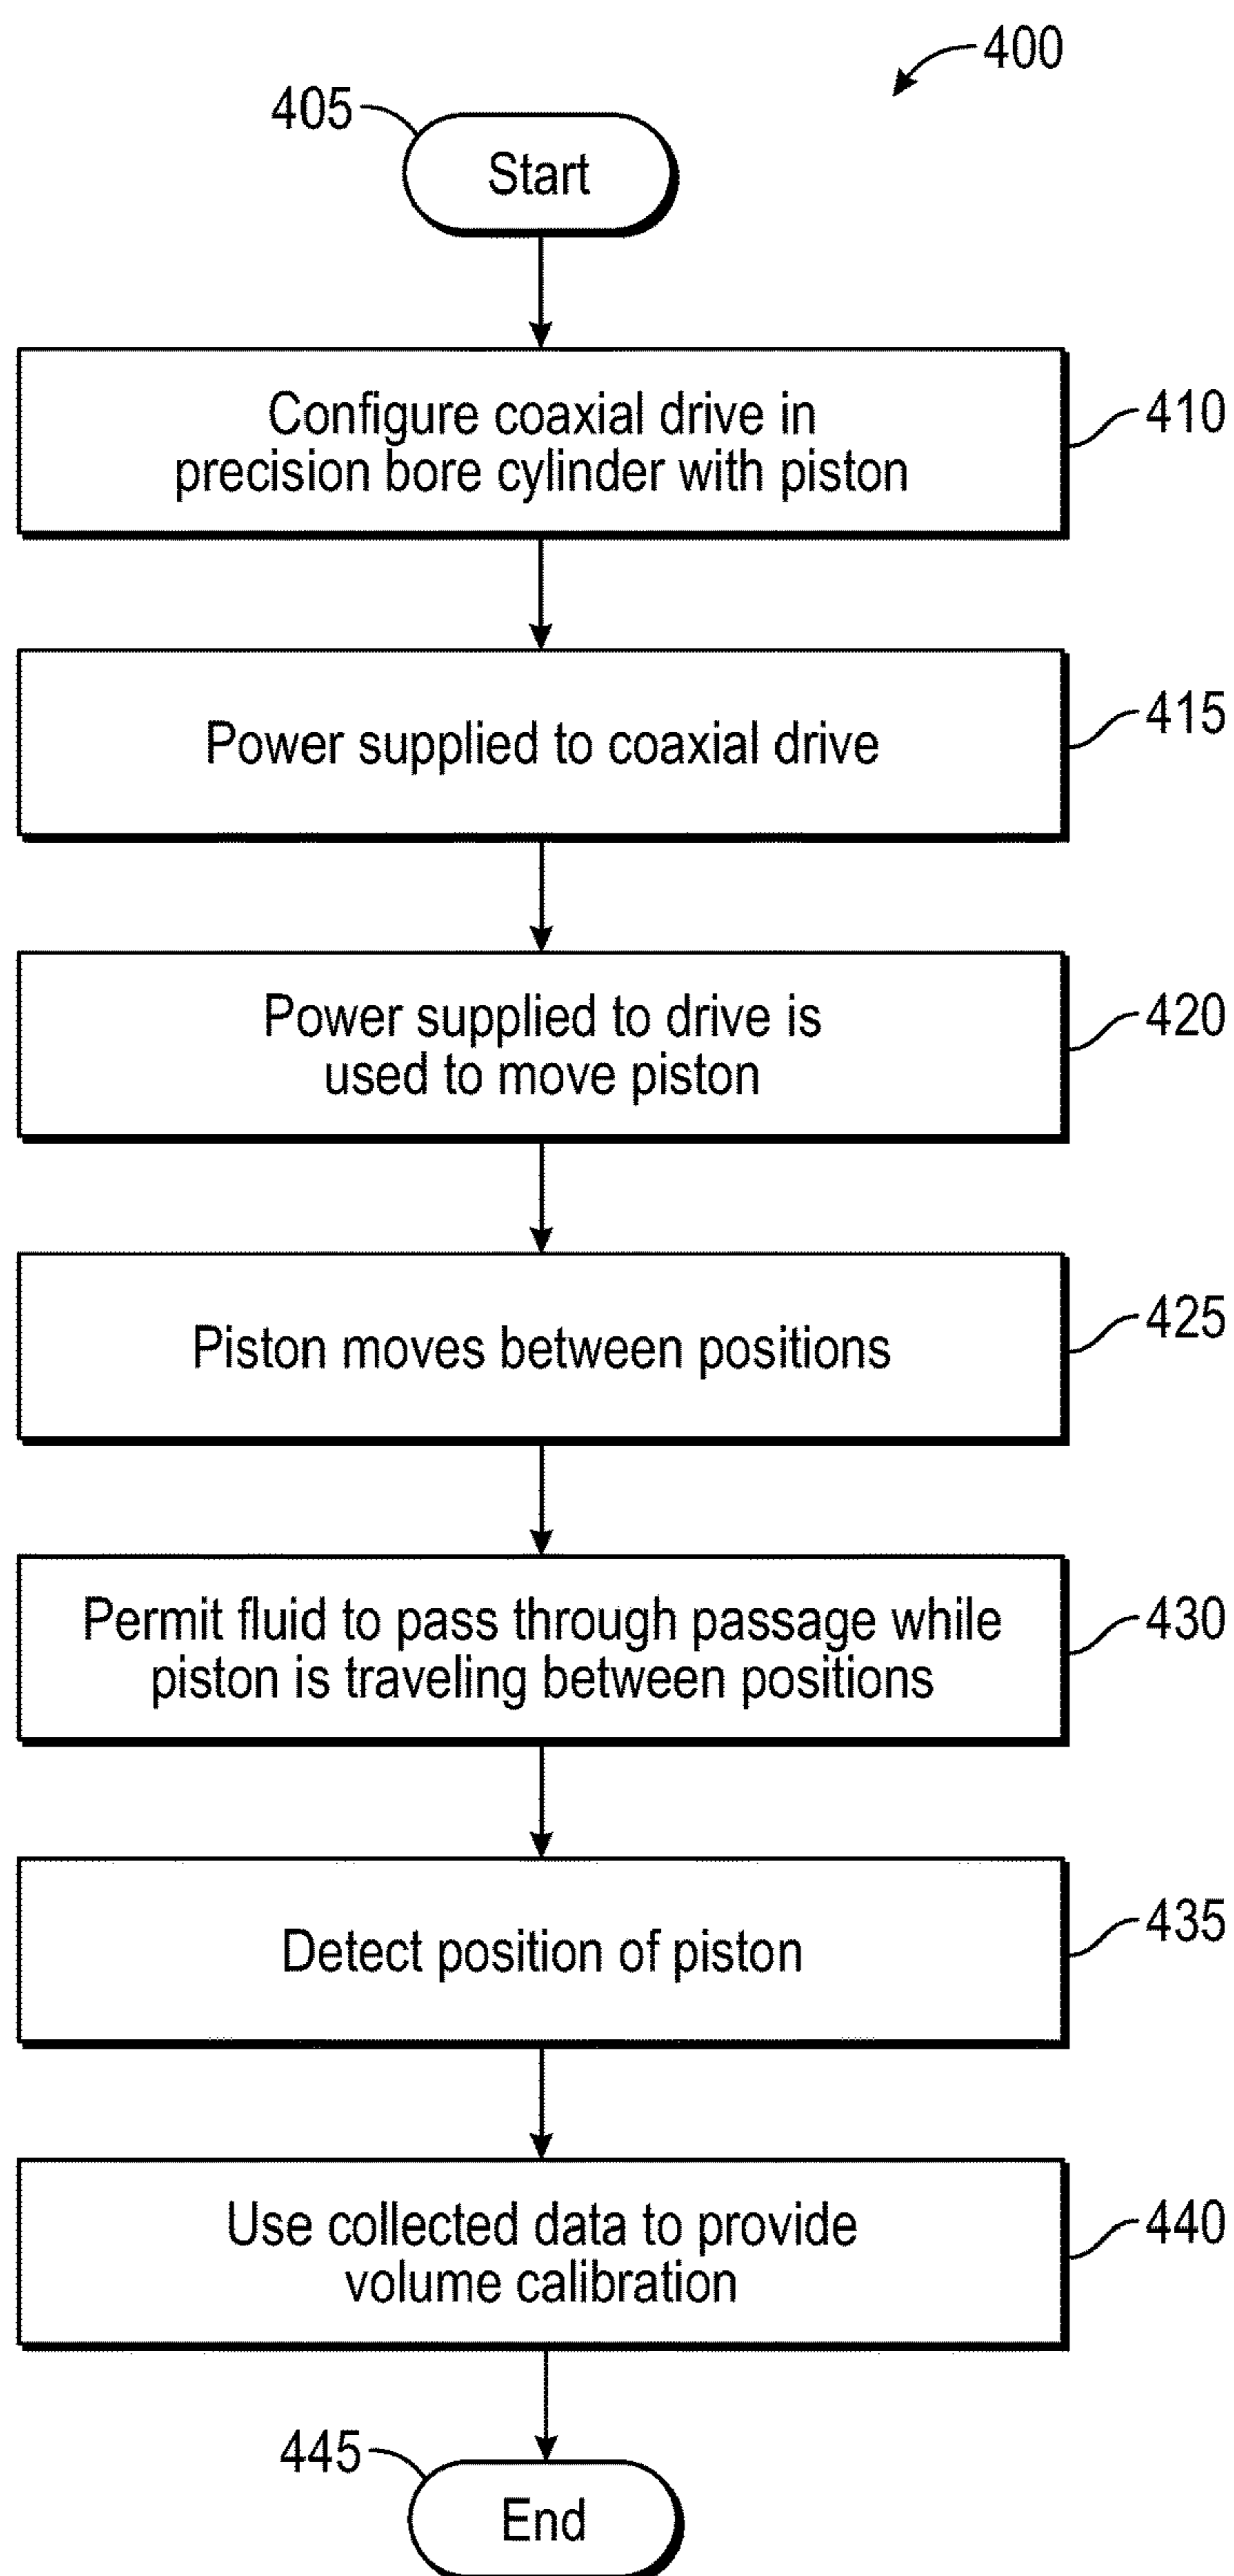 400
405
Start
Configure coaxial drive in
precision bore cylinder with piston
410
Power supplied to coaxial drive
415
Power supplied to drive is
used to move piston
420
Piston moves between positions
425
Permit fluid to pass through passage while
piston is traveling between positions
430
Detect position of piston
435
Use collected data to provide
volume calibration
440
445
End